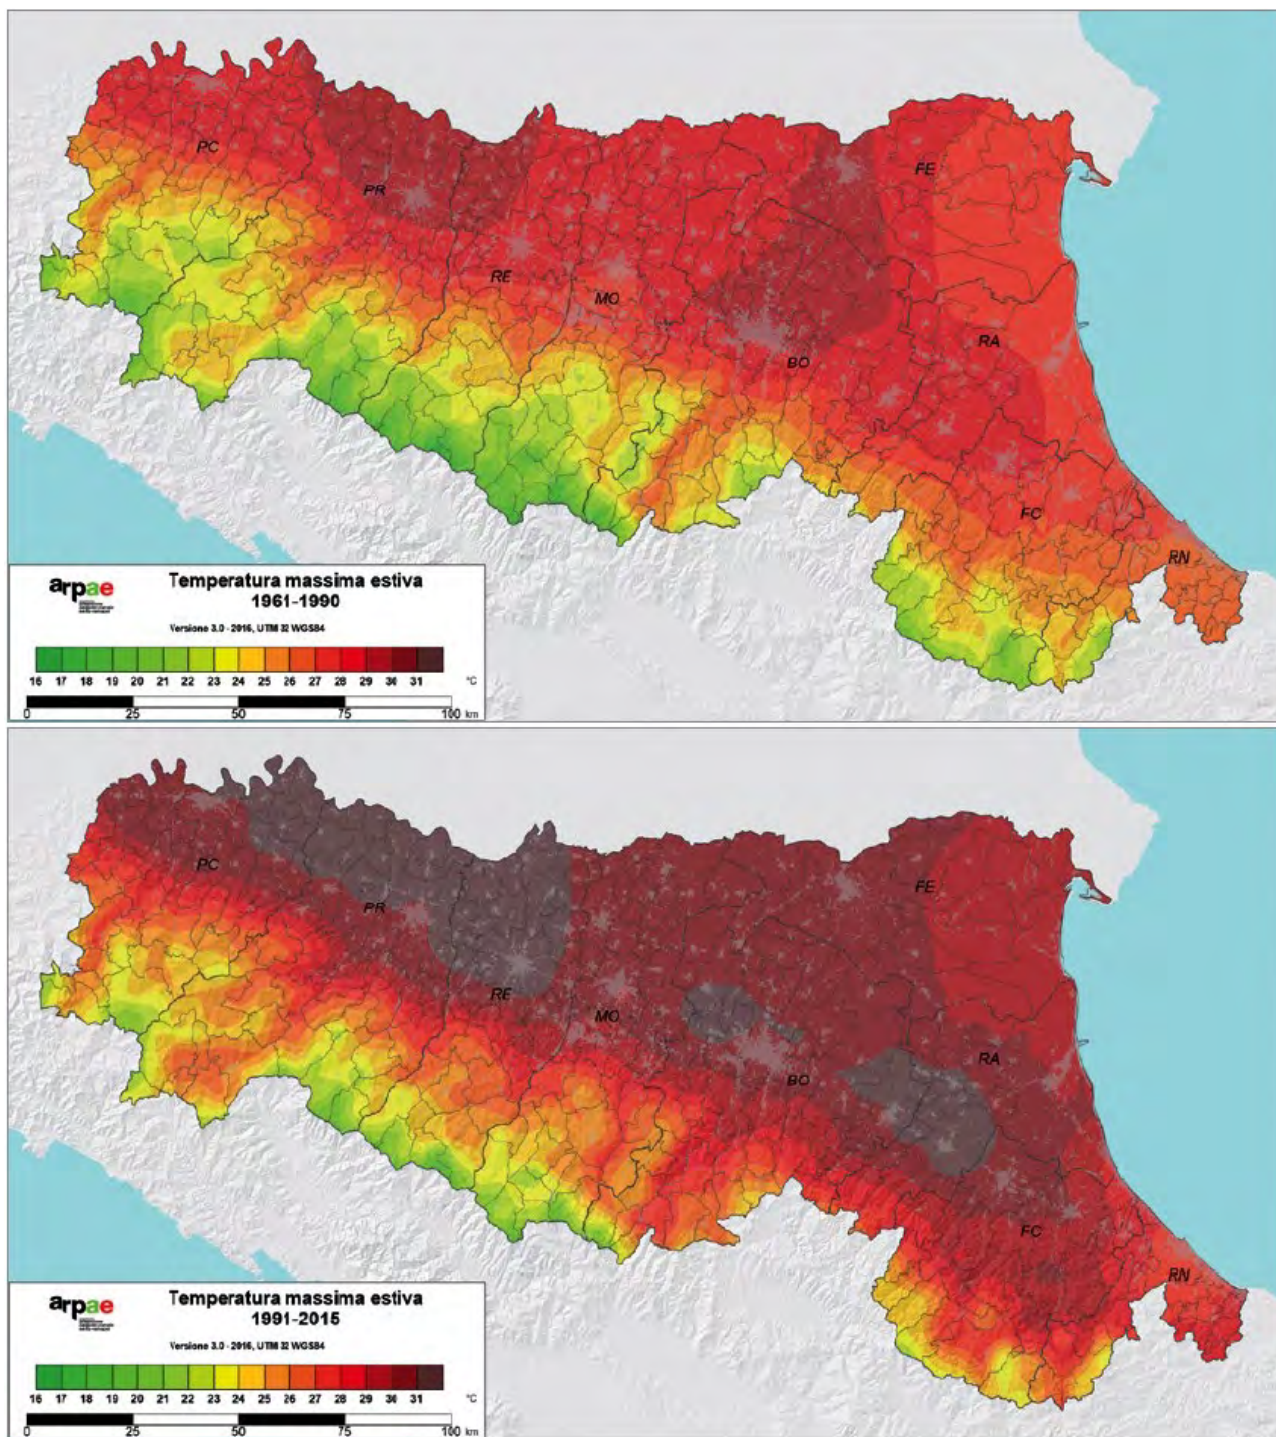 PC
PR
RE
MO
BO
FE
RA
FC
RN
arpae
Temperatura massima estiva
1961-1990
Versione 3.0 - 2016, UTM 32 WGS84
16 17 18 19 20 21 22 23 24 25 26 27 28 29 30 31 °C
0 25 50 75 100 km
PC
PR
RE
MO
BO
FE
RA
FC
RN
arpae
Temperatura massima estiva
1991-2015
Versione 3.0 - 2016, UTM 32 WGS84
16 17 18 19 20 21 22 23 24 25 26 27 28 29 30 31 °C
0 25 50 75 100 km